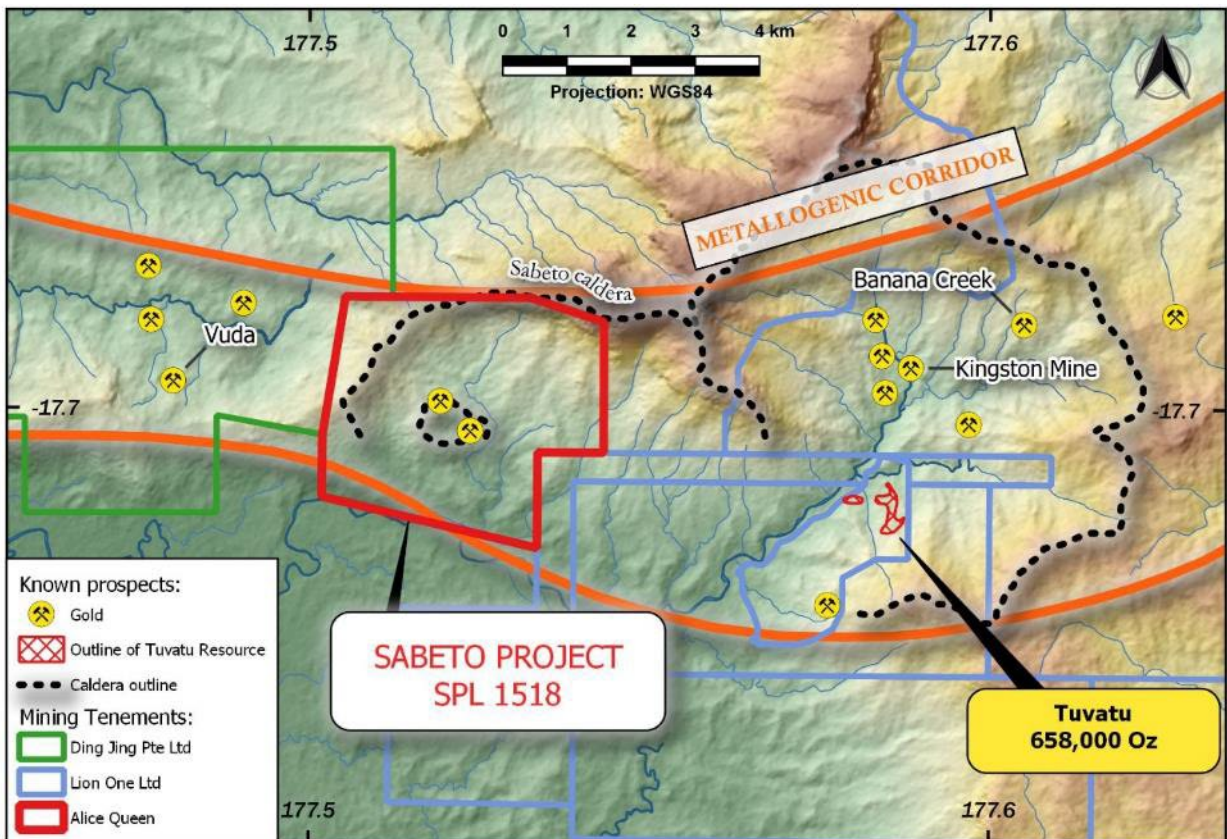 177.5
0 1 2 3 4 km
177.6
Projection: WGS84
METALLOGENIC CORRIDOR
Sabeto caldera
Banana Creek
Vuda
Kingston Mine
-17.7
-17.7
Known prospects:
Gold
Outline of Tuvatu Resource
Caldera outline
Mining Tenements:
Ding Jing Pte Ltd
Lion One Ltd
Alice Queen
SABETO PROJECT
SPL 1518
Tuvatu
658,000 Oz
177.5
177.6